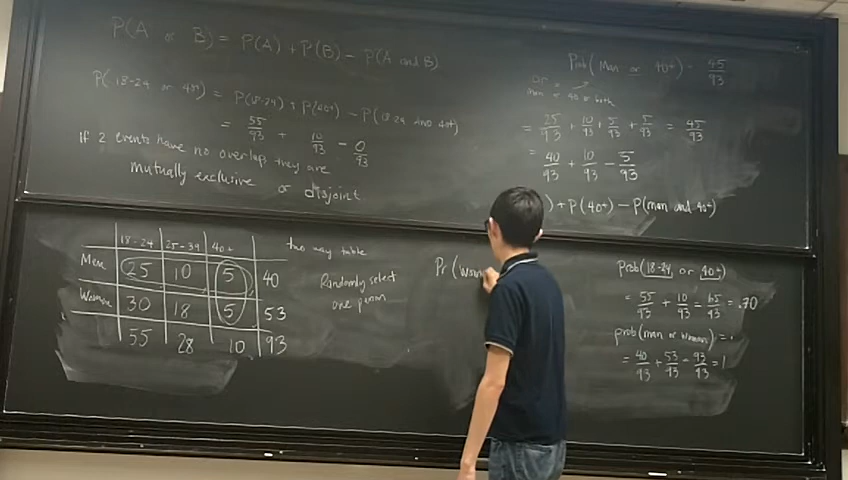 P(A or B) = P(A) + P(B) - P(A and B)
P(18-24 or 40+) = P(18-24) + P(40+) - P(18-24 and 40+)
= 55/93 + 10/93 - 0/93
If 2 events have no overlap they are
mutually exclusive or disjoint
Prob(Man or 40+) = 45/93
man or 40 or both
= 25/93 + 10/93 + 5/93 + 5/93 = 45/93
= 40/93 + 10/93 - 5/93
) + P(40+) - P(man and 40+)
18-24 25-39 40+
Men 25 10 5 40
Women 30 18 5 53
55 28 10 93
two way table
Randomly select
one person
Pr(Wom
Prob(18-24 or 40+)
= 55/93 + 10/93 = 65/93 = .70
prob(man or woman) =
= 40/93 + 53/93 = 93/93 = 1